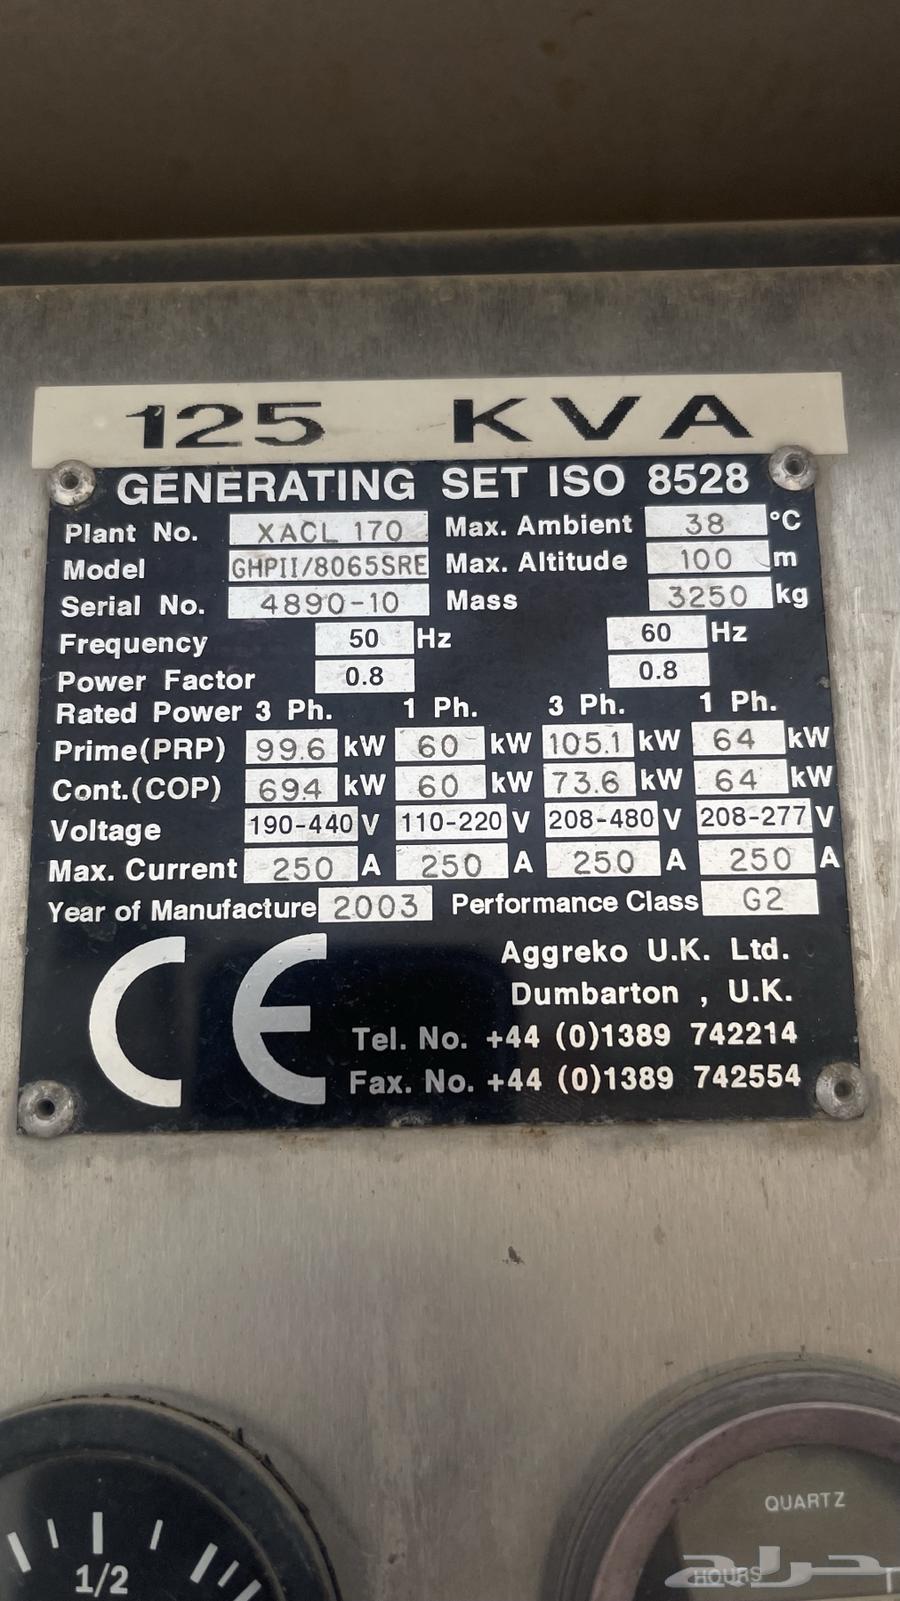 125 KVA
GENERATING SET ISO 8528
Plant No. XACL 170 Max. Ambient 38 °C
Model GHPII/8065SRE Max. Altitude 100 m
Serial No. 4890-10 Mass 3250 kg
Frequency 50 Hz 60 Hz
Power Factor 0.8 0.8
Rated Power 3 Ph. 1 Ph. 3 Ph. 1 Ph.
Prime(PRP) 99.6 kW 60 kW 105.1 kW 64 kW
Cont.(COP) 69.4 kW 60 kW 73.6 kW 64 kW
Voltage 190-440 V 110-220 V 208-480 V 208-277 V
Max. Current 250 A 250 A 250 A 250 A
Year of Manufacture 2003 Performance Class G2
CE
Aggreko U.K. Ltd.
Dumbarton , U.K.
Tel. No. +44 (0)1389 742214
Fax. No. +44 (0)1389 742554
1/2
QUARTZ
HOURS
حراج